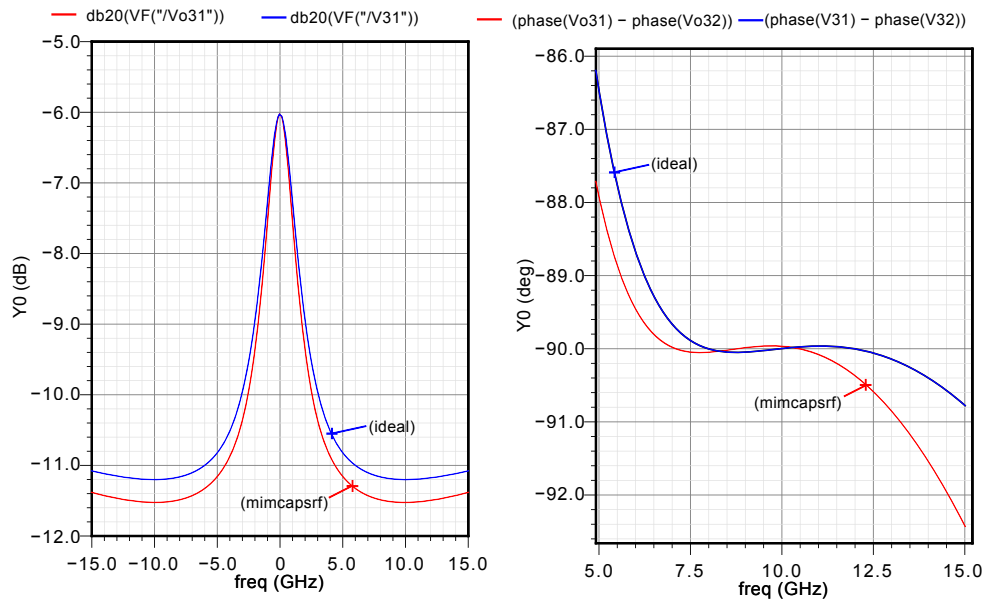 db20(VF("/Vo31")) db20(VF("/V31"))
(phase(Vo31) − phase(Vo32)) (phase(V31) − phase(V32))
−5.0
−6.0
−7.0
−8.0
−9.0
−10.0
−11.0
−12.0
Y0 (dB)
(ideal)
(mimcapsrf)
−15.0 −10.0 −5.0 0 5.0 10.0 15.0
freq (GHz)
−86.0
−87.0
−88.0
−89.0
−90.0
−91.0
−92.0
Y0 (deg)
(ideal)
(mimcapsrf)
5.0 7.5 10.0 12.5 15.0
freq (GHz)